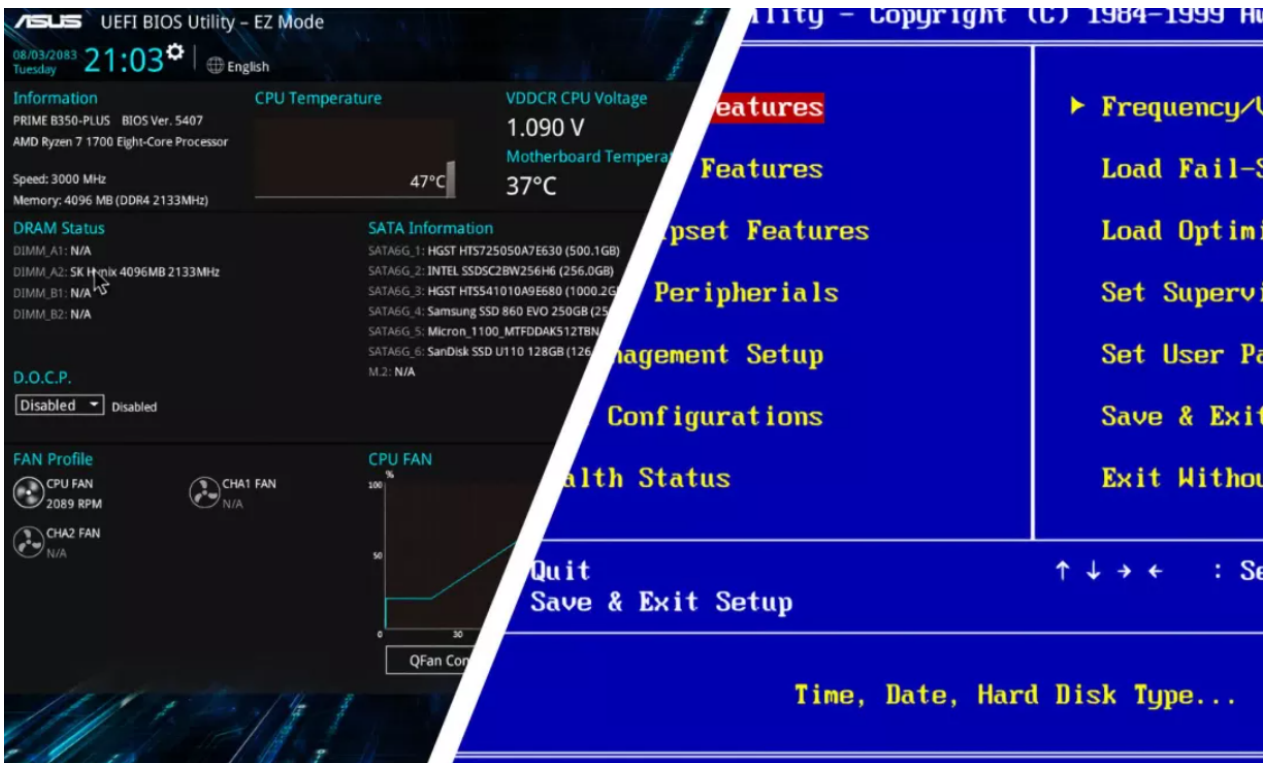 ASUS UEFI BIOS Utility – EZ Mode
08/03/2083
Tuesday
21:03
English
Information
PRIME B350-PLUS BIOS Ver. 5407
AMD Ryzen 7 1700 Eight-Core Processor
Speed: 3000 MHz
Memory: 4096 MB (DDR4 2133MHz)
CPU Temperature
47°C
VDDCR CPU Voltage
1.090 V
Motherboard
37°C
DRAM Status
DIMM_A1: N/A
DIMM_A2: SK 4096MB 2133MHz
DIMM_B1: N/A
DIMM_B2: N/A
SATA Information
SATA6G_1: HGST HTS725050A7E630 (500.1GB)
SATA6G_2: INTEL SSDSC2BW256H6 (256.0GB)
SATA6G_3: HGST HTS541010A9E680 (1000.2G
SATA6G_4: Samsung SSD 860 EVO 250GB (25
SATA6G_5: Micron_1100_MTFDDAK512TBN
SATA6G_6: SanDisk SSD U110 128GB (126
M.2: N/A
D.O.C.P.
Disabled Disabled
FAN Profile
CPU FAN
2089 RPM
CHA1 FAN
N/A
CHA2 FAN
N/A
CPU FAN
%
100
50
0 30
QFan
– Copyright (C) 1984-1999
eatures
Features
pset Features
Peripherials
nagement Setup
Configurations
alth Status
Frequency/V
Load Fail-S
Load Optimi
Set Supervi
Set User Pa
Save & Exit
Exit Withou
Quit
Save & Exit Setup
↑ ↓ → ← : Se
Time, Date, Hard Disk Type...